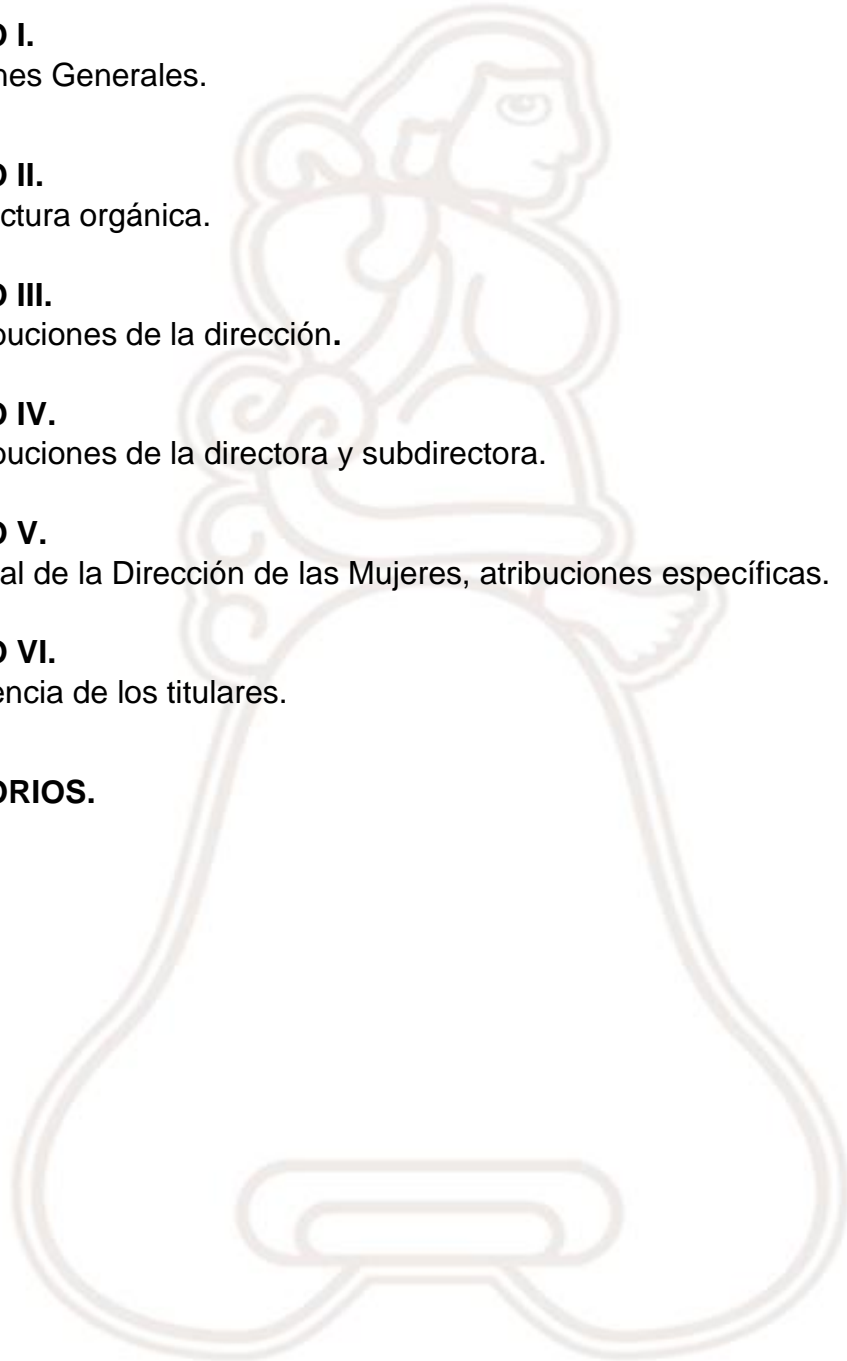 O I.
nes Generales.
O II.
ctura orgánica.
O III.
buciones de la dirección.
O IV.
buciones de la directora y subdirectora.
O V.
al de la Dirección de las Mujeres, atribuciones específicas.
O VI.
encia de los titulares.
ORIOS.